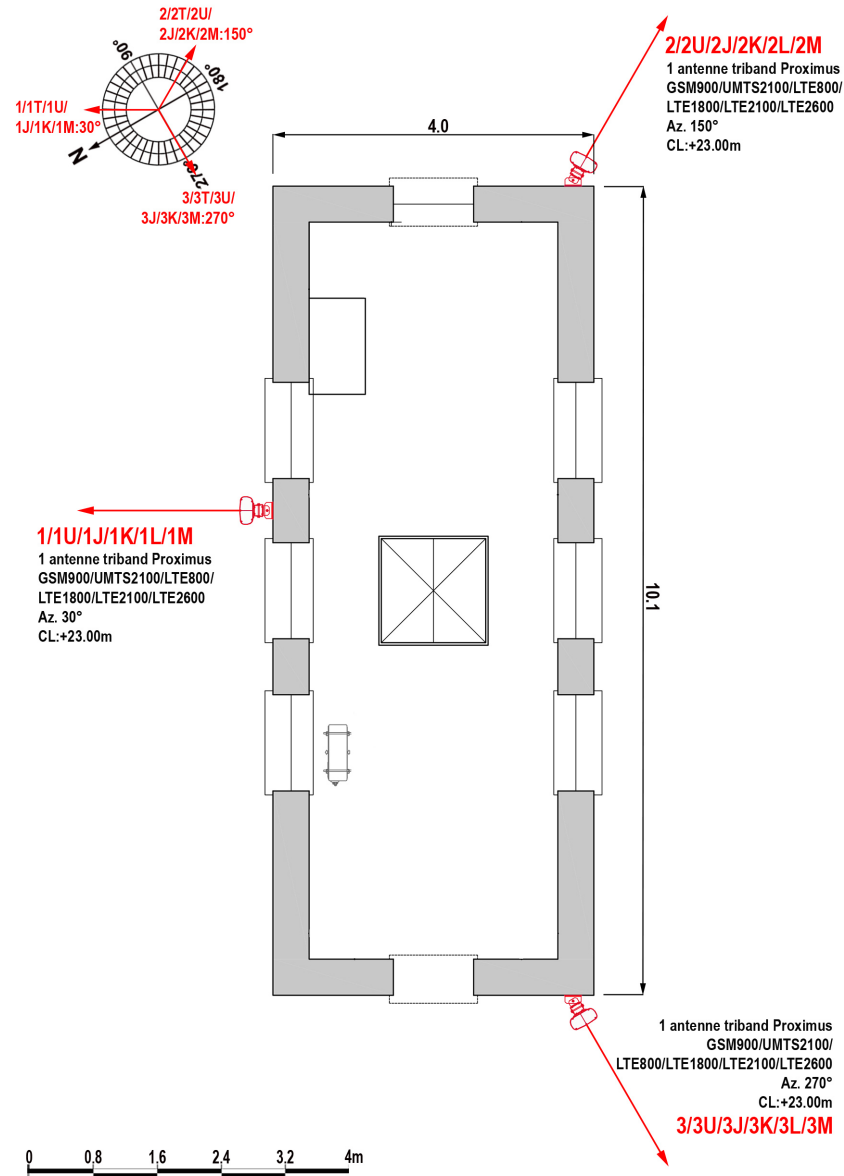 2/2T/2U/
2J/2K/2M:150°
90°
180°
1/1T/1U/
1J/1K/1M:30°
N
270°
3/3T/3U/
3J/3K/3M:270°
2/2U/2J/2K/2L/2M
1 antenne triband Proximus
GSM900/UMTS2100/LTE800/
LTE1800/LTE2100/LTE2600
Az. 150°
CL:+23.00m
4.0
1/1U/1J/1K/1L/1M
1 antenne triband Proximus
GSM900/UMTS2100/LTE800/
LTE1800/LTE2100/LTE2600
Az. 30°
CL:+23.00m
10.1
1 antenne triband Proximus
GSM900/UMTS2100/
LTE800/LTE1800/LTE2100/LTE2600
Az. 270°
CL:+23.00m
3/3U/3J/3K/3L/3M
0 0.8 1.6 2.4 3.2 4m